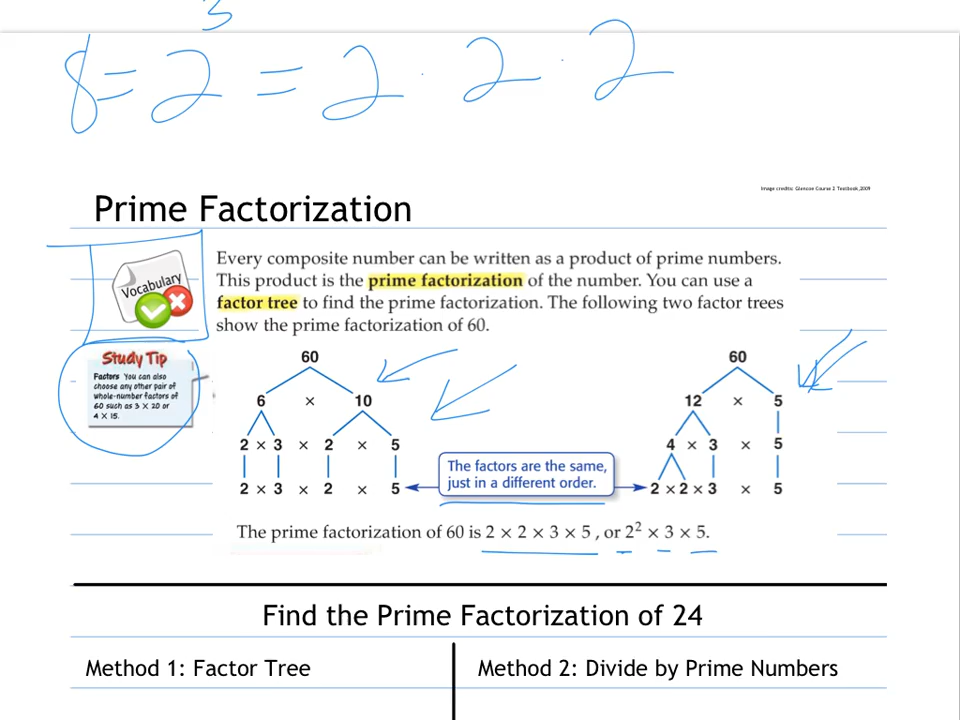 8 = 2³ = 2 · 2 · 2
Image credits: Glencoe Course 2 Textbook,2009
Prime Factorization
Vocabulary
Every composite number can be written as a product of prime numbers.
This product is the prime factorization of the number. You can use a
factor tree to find the prime factorization. The following two factor trees
show the prime factorization of 60.
Study Tip
Factors You can also
choose any other pair of
whole-number factors of
60 such as 3 × 20 or
4 × 15.
60
6 × 10
2 × 3 × 2 × 5
2 × 3 × 2 × 5
60
12 × 5
4 × 3 × 5
2 × 2 × 3 × 5
The factors are the same,
just in a different order.
The prime factorization of 60 is 2 × 2 × 3 × 5 , or 2² × 3 × 5.
Find the Prime Factorization of 24
Method 1: Factor Tree
Method 2: Divide by Prime Numbers